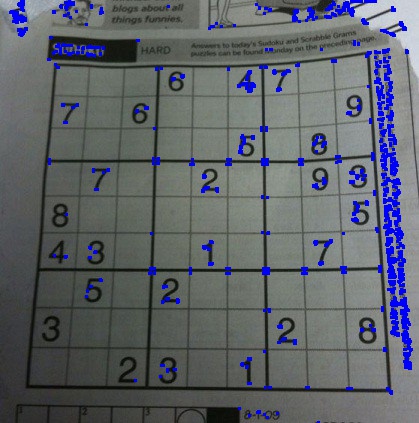 blogs about all
things funnies.
SUDOKU HARD Answers to today's Sudoku and Scrabble Grams
puzzles can be found Monday on the preceding page.
6 4 7
7 6 9
5 8
7 2 9 3
8 5
4 3 1 7
5 2
3 2 8
2 3 1
1 2 3